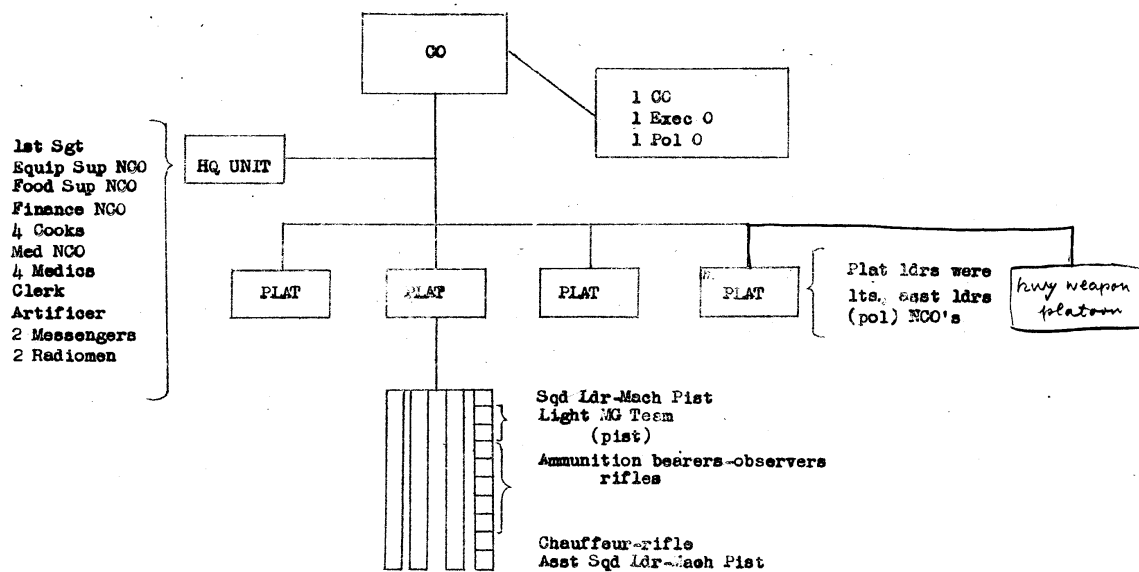 CO
1 CO
1 Exec O
1 Pol O
1st Sgt
Equip Sup NCO
Food Sup NCO
Finance NCO
4 Cooks
Med NCO
4 Medics
Clerk
Artificer
2 Messengers
2 Radiomen
HQ UNIT
PLAT
PLAT
PLAT
PLAT
Plat ldrs were
lts, asst ldrs
(pol) NCO's
hvy weapon
platoon
Sqd Ldr-Mach Pist
Light MG Team
(pist)
Ammunition bearers-observers
rifles
Chauffeur-rifle
Asst Sqd Ldr-Mach Pist